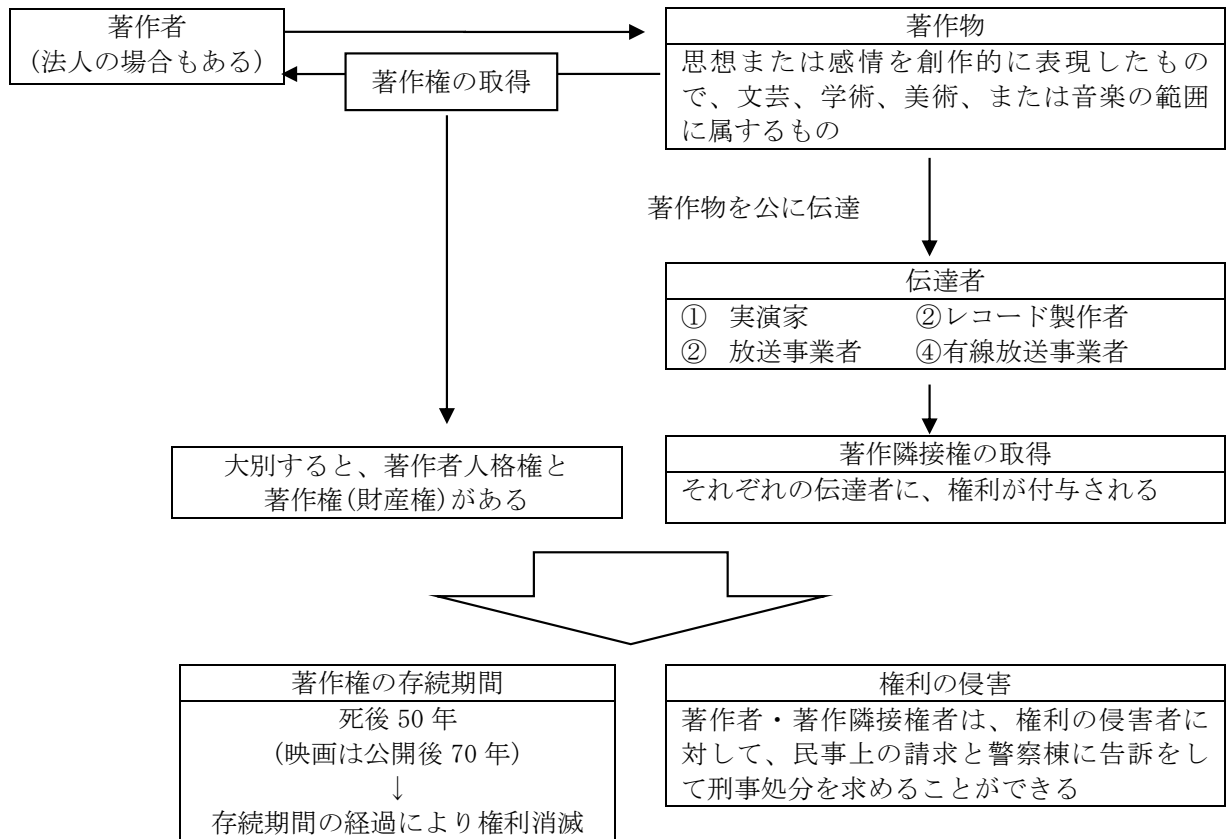 著作者
(法人の場合もある)
著作権の取得
著作物
思想または感情を創作的に表現したもの
で、文芸、学術、美術、または音楽の範囲
に属するもの
著作物を公に伝達
伝達者
① 実演家 ②レコード製作者
② 放送事業者 ④有線放送事業者
大別すると、著作者人格権と
著作権(財産権)がある
著作隣接権の取得
それぞれの伝達者に、権利が付与される
著作権の存続期間
死後 50 年
(映画は公開後 70 年)
↓
存続期間の経過により権利消滅
権利の侵害
著作者・著作隣接権者は、権利の侵害者に
対して、民事上の請求と警察棟に告訴をし
て刑事処分を求めることができる